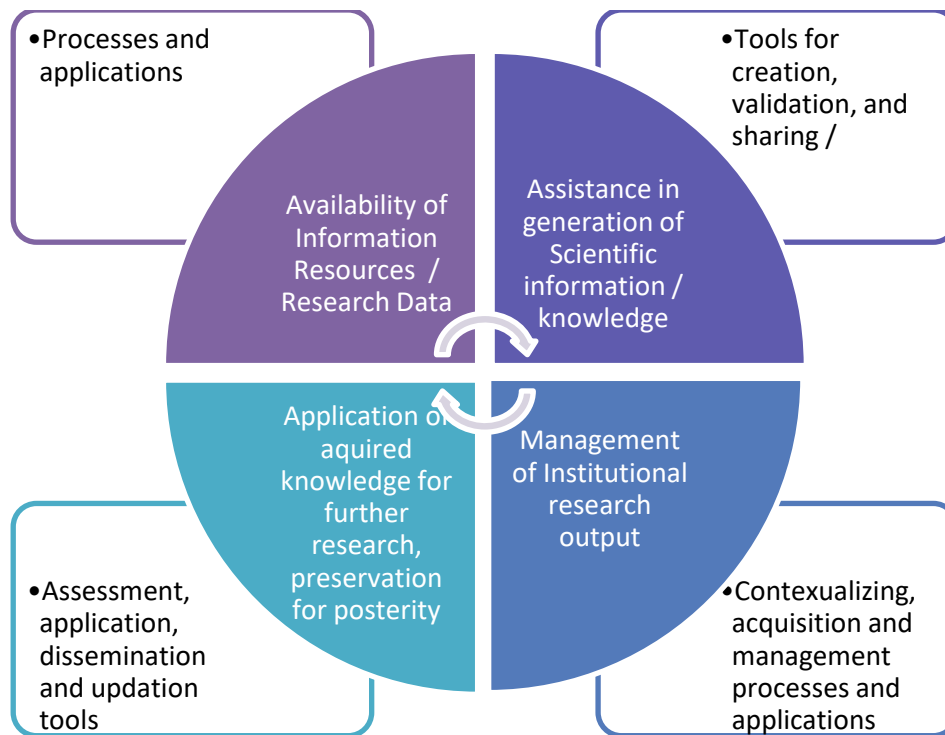 •Processes and
applications
•Tools for
creation,
validation, and
sharing /
Availability of
Information
Resources /
Research Data
Assistance in
generation of
Scientific
information /
knowledge
Application of
aquired
knowledge for
further
research,
preservation
for posterity
Management
of Institutional
research
output
•Assessment,
application,
dissemination
and updation
tools
•Contexualizing,
acquisition and
management
processes and
applications